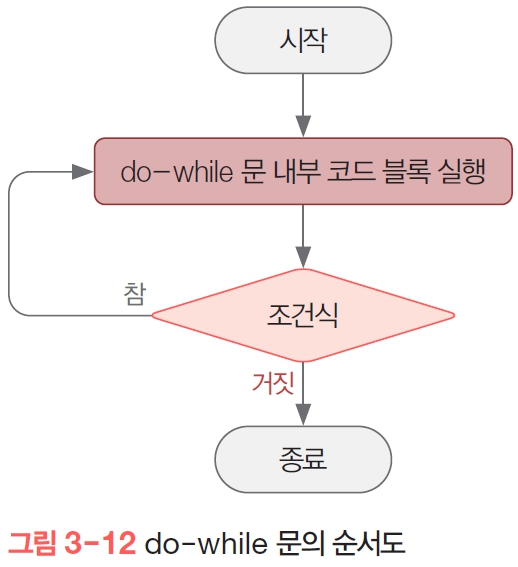 시작
do-while 문 내부 코드 블록 실행
참
조건식
거짓
종료
그림 3-12 do-while 문의 순서도